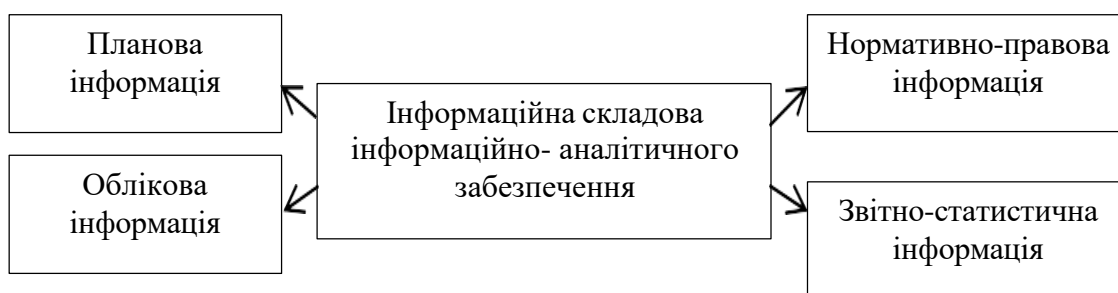 Планова
інформація
Облікова
інформація
Інформаційна складова
інформаційно- аналітичного
забезпечення
Нормативно-правова
інформація
Звітно-статистична
інформація